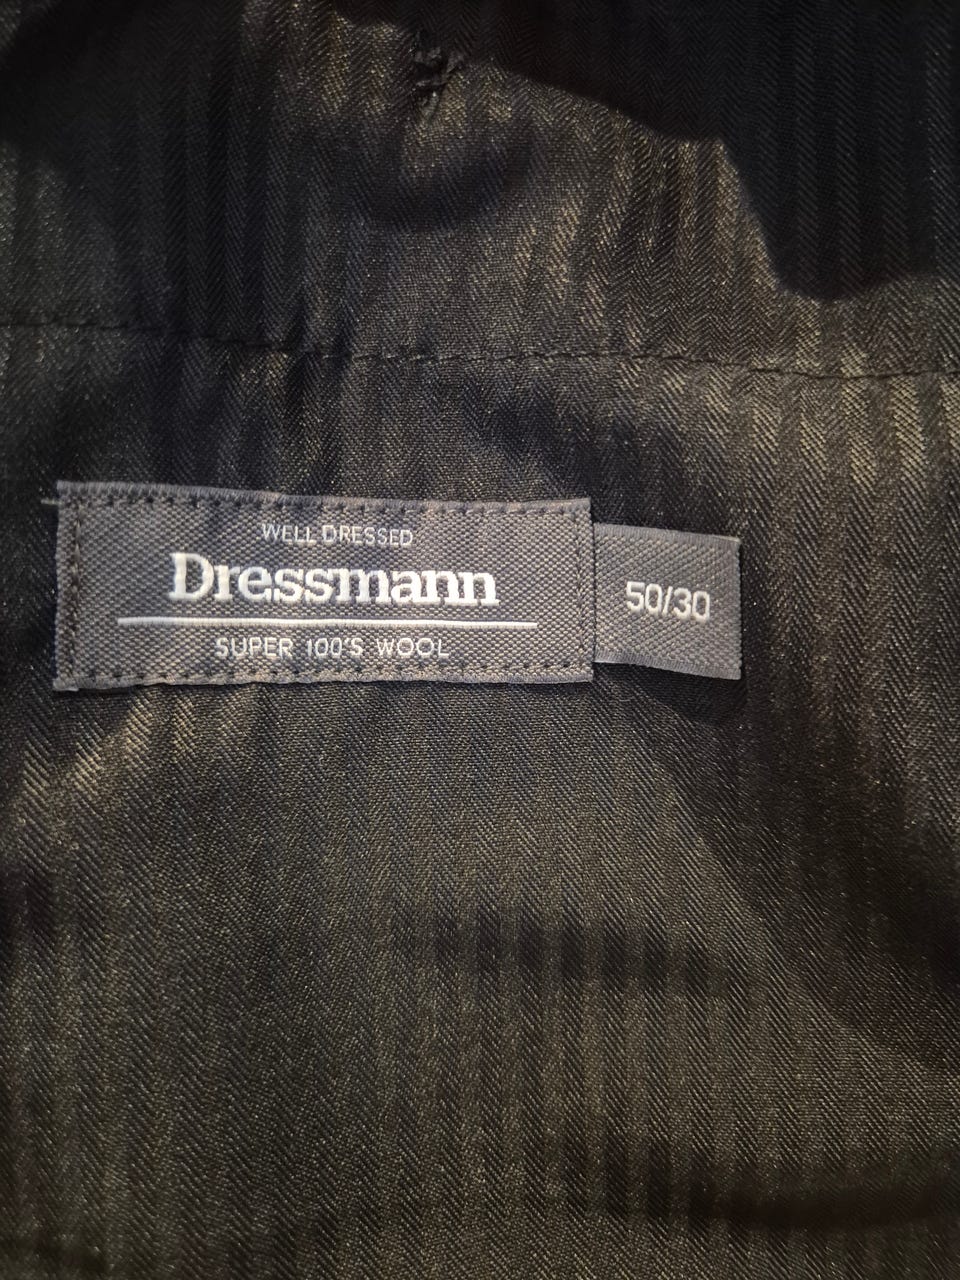 WELL DRESSED
Dressmann
SUPER 100'S WOOL
50/30